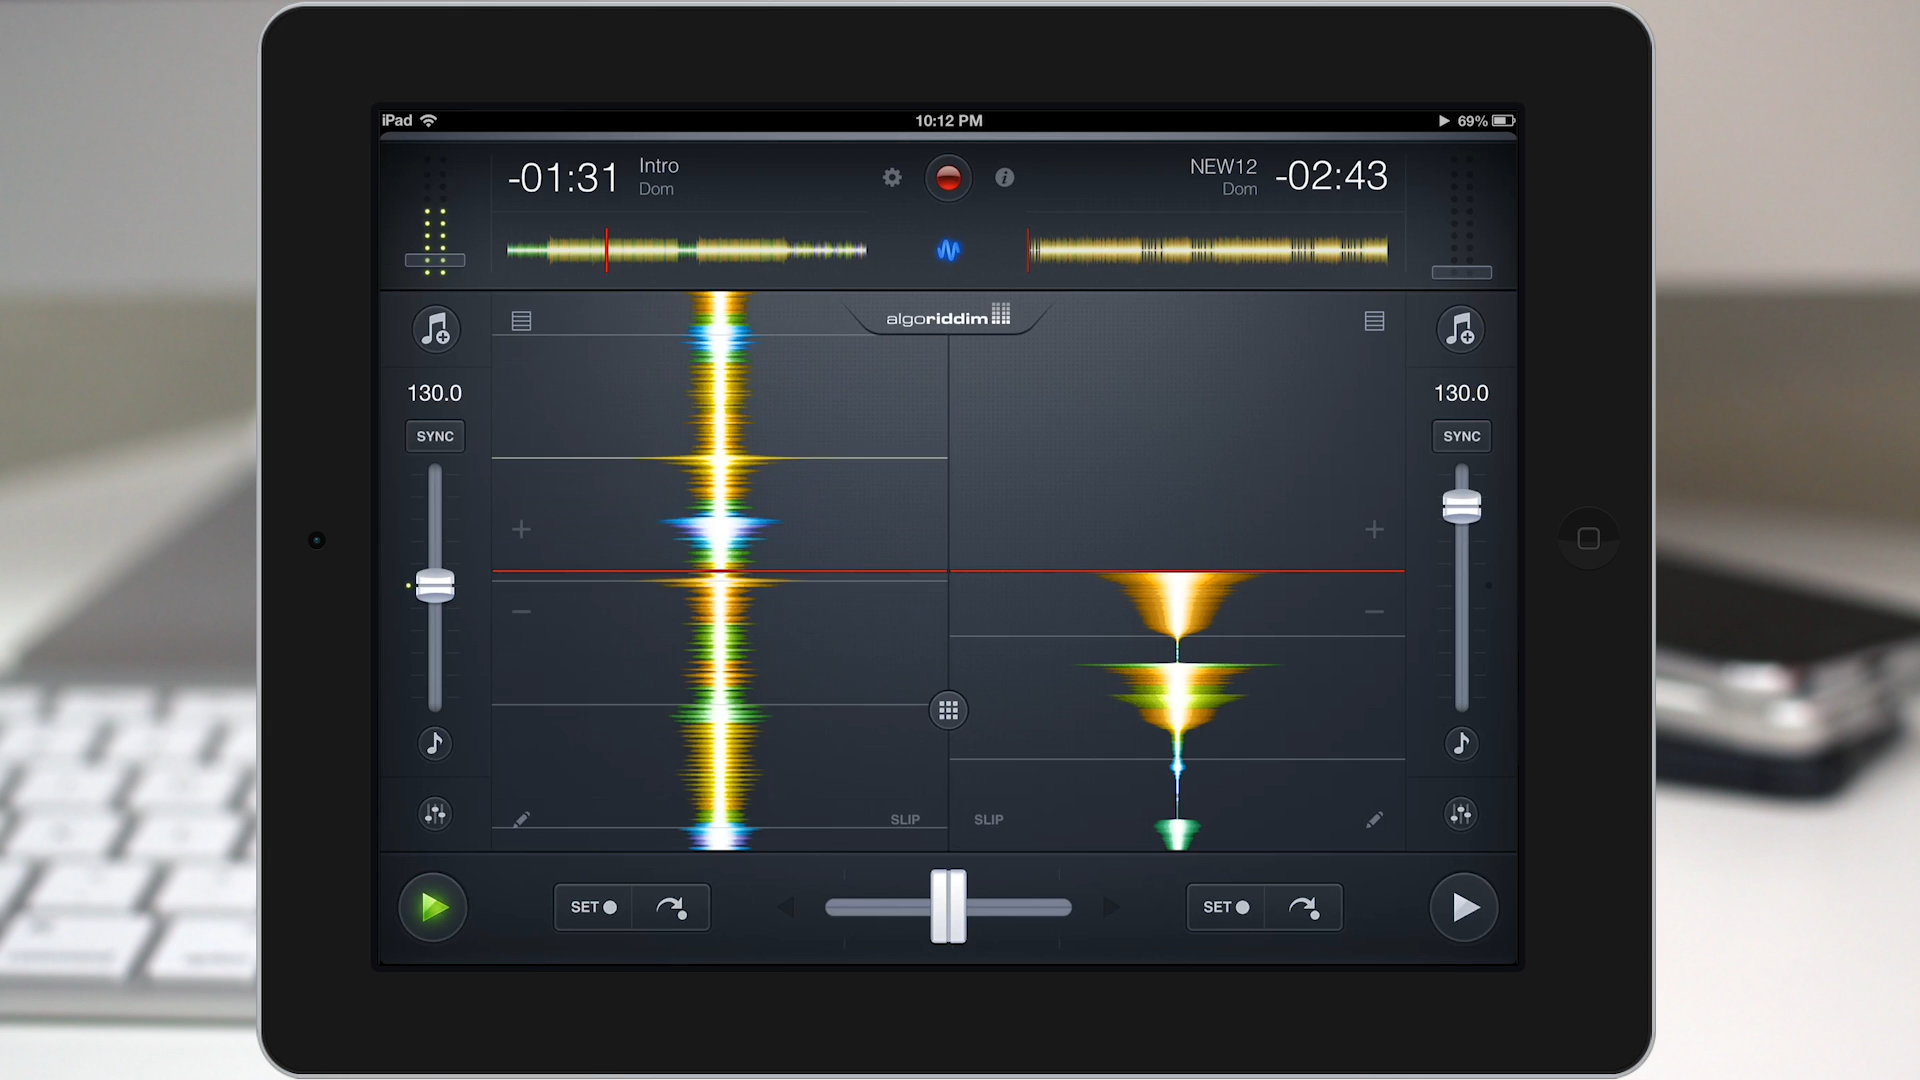 iPad 10:12 PM 69%
-01:31 Intro
Dom
NEW12 -02:43
Dom
algoriddim
130.0
SYNC
130.0
SYNC
SLIP SLIP
SET
SET